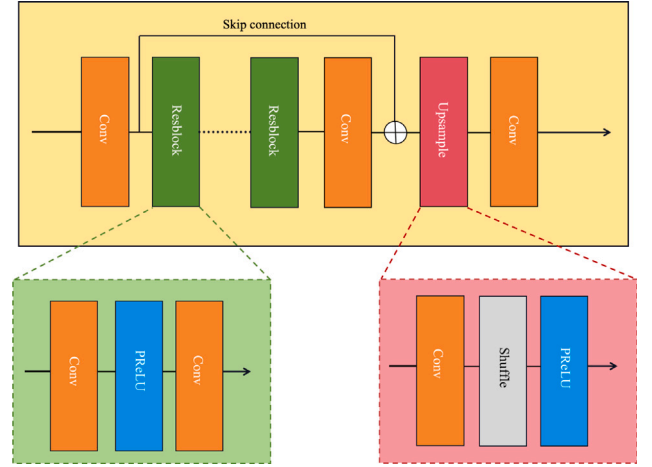 Skip connection
Conv
Resblock
Resblock
Conv
Upsample
Conv
Conv
PReLU
Conv
Conv
Shuffle
PReLU